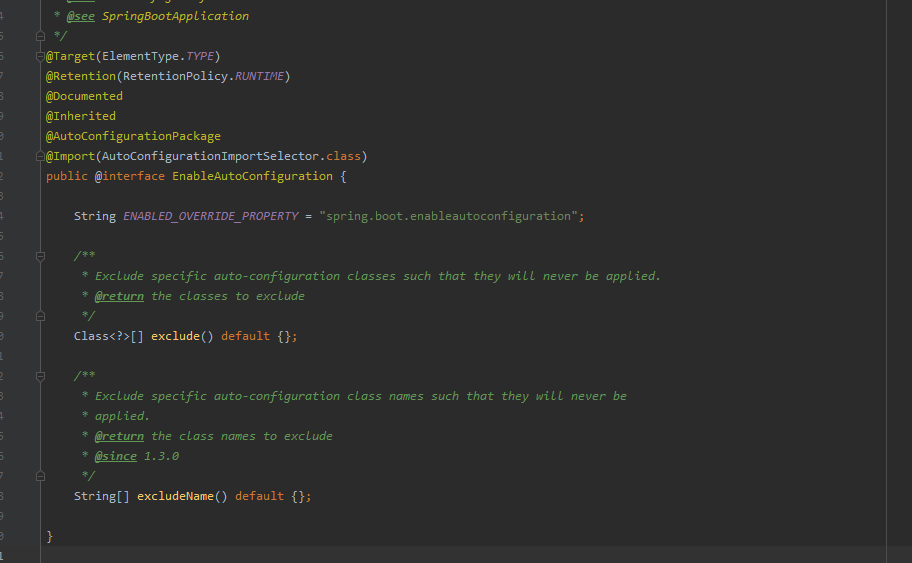 * @see SpringBootApplication
*/
@Target(ElementType.TYPE)
@Retention(RetentionPolicy.RUNTIME)
@Documented
@Inherited
@AutoConfigurationPackage
@Import(AutoConfigurationImportSelector.class)
public @interface EnableAutoConfiguration {
String ENABLED_OVERRIDE_PROPERTY = "spring.boot.enableautoconfiguration";
/**
* Exclude specific auto-configuration classes such that they will never be applied.
* @return the classes to exclude
*/
Class<?>[] exclude() default {};
/**
* Exclude specific auto-configuration class names such that they will never be
* applied.
* @return the class names to exclude
* @since 1.3.0
*/
String[] excludeName() default {};
}